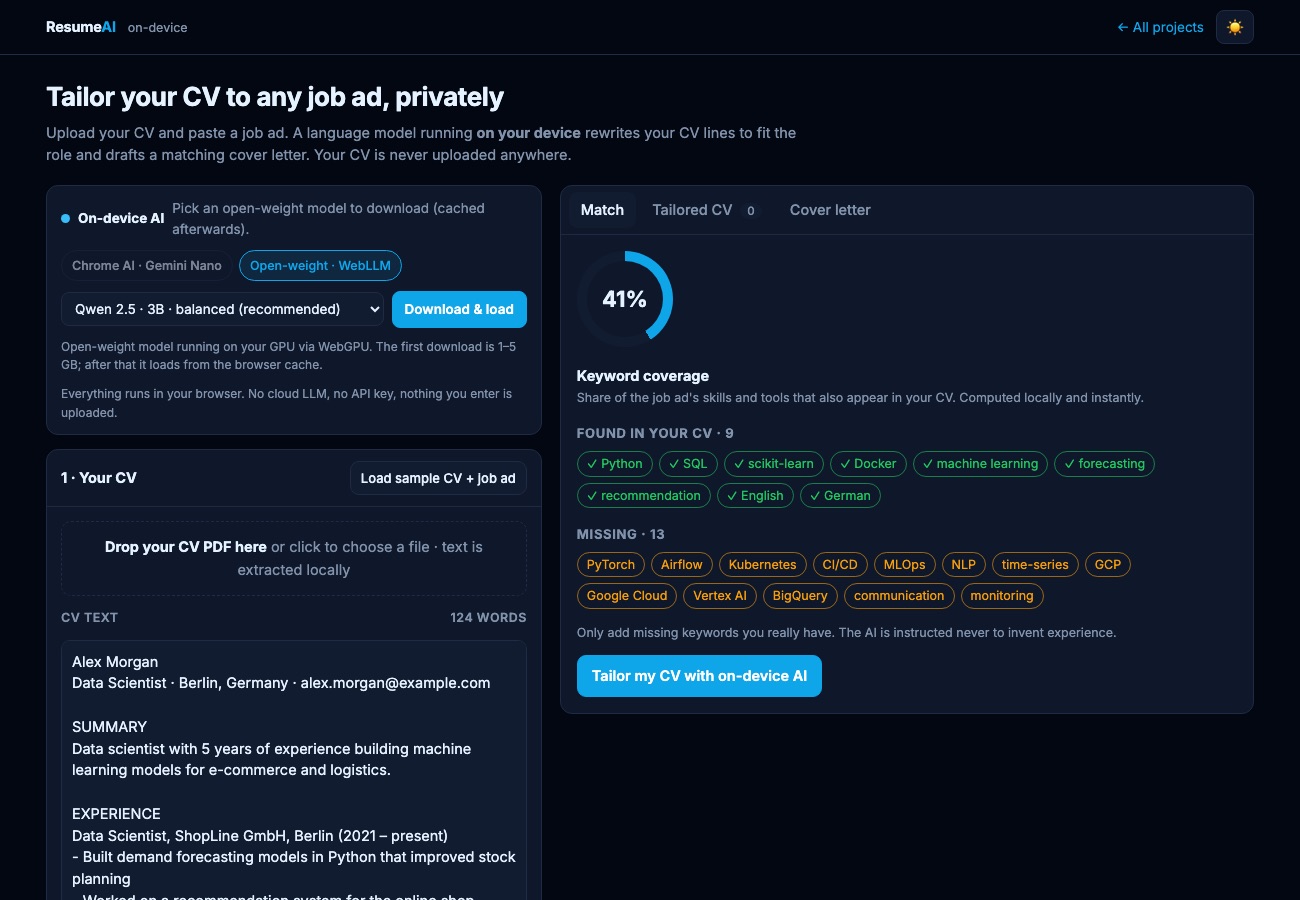 ResumeAI on-device
← All projects
Tailor your CV to any job ad, privately
Upload your CV and paste a job ad. A language model running on your device rewrites your CV lines to fit the
role and drafts a matching cover letter. Your CV is never uploaded anywhere.
On-device AI
Pick an open-weight model to download (cached
afterwards).
Chrome AI · Gemini Nano
Open-weight · WebLLM
Qwen 2.5 · 3B · balanced (recommended)
Download & load
Open-weight model running on your GPU via WebGPU. The first download is 1–5
GB; after that it loads from the browser cache.
Everything runs in your browser. No cloud LLM, no API key, nothing you enter is
uploaded.
1 · Your CV
Load sample CV + job ad
Drop your CV PDF here or click to choose a file · text is
extracted locally
CV TEXT
124 WORDS
Alex Morgan
Data Scientist · Berlin, Germany · alex.morgan@example.com
SUMMARY
Data scientist with 5 years of experience building machine
learning models for e-commerce and logistics.
EXPERIENCE
Data Scientist, ShopLine GmbH, Berlin (2021 – present)
- Built demand forecasting models in Python that improved stock
planning
- Worked on a recommendation system for the online shop
Match
Tailored CV 0
Cover letter
41%
Keyword coverage
Share of the job ad's skills and tools that also appear in your CV. Computed locally and instantly.
FOUND IN YOUR CV · 9
✓ Python ✓ SQL ✓ scikit-learn ✓ Docker ✓ machine learning ✓ forecasting
✓ recommendation ✓ English ✓ German
MISSING · 13
PyTorch Airflow Kubernetes CI/CD MLOps NLP time-series GCP
Google Cloud Vertex AI BigQuery communication monitoring
Only add missing keywords you really have. The AI is instructed never to invent experience.
Tailor my CV with on-device AI